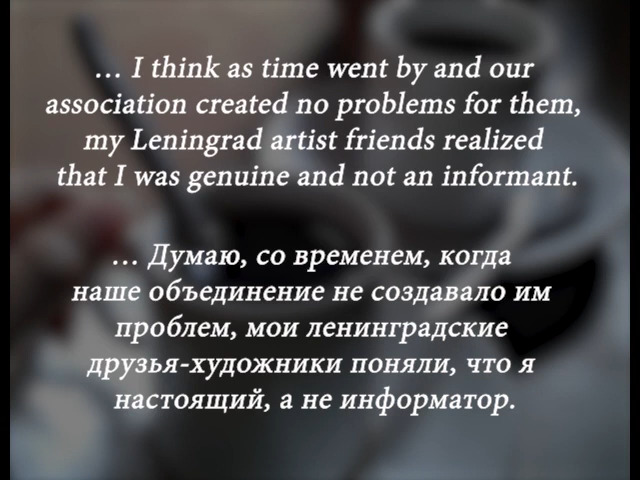 ... I think as time went by and our
association created no problems for them,
my Leningrad artist friends realized
that I was genuine and not an informant.
... Думаю, со временем, когда
наше объединение не создавало им
проблем, мои ленинградские
друзья-художники поняли, что я
настоящий, а не информатор.